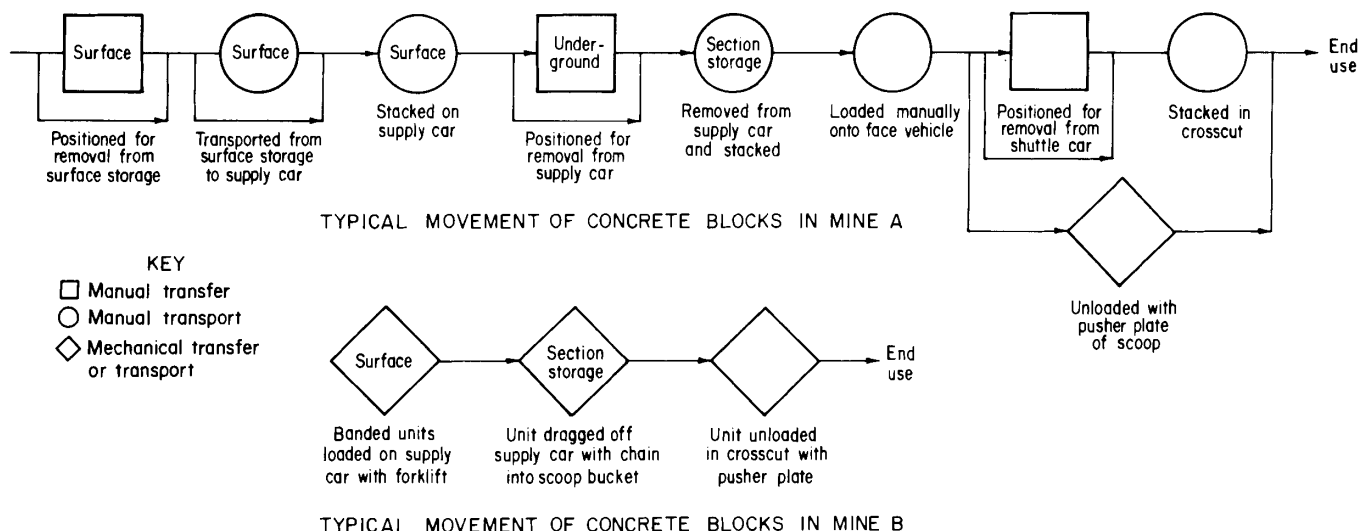 Surface
Positioned for
removal from
surface storage
Surface
Transported from
surface storage
to supply car
Surface
Stacked on
supply car
Under-
ground
Positioned for
removal from
supply car
Section
storage
Removed from
supply car
and stacked
Loaded manually
onto face vehicle
Positioned for
removal from
shuttle car
Stacked in
crosscut
End
use
Unloaded with
pusher plate
of scoop
TYPICAL MOVEMENT OF CONCRETE BLOCKS IN MINE A
KEY
Manual transfer
Manual transport
Mechanical transfer
or transport
Surface
Banded units
loaded on supply
car with forklift
Section
storage
Unit dragged off
supply car with chain
into scoop bucket
Unit unloaded
in crosscut with
pusher plate
End
use
TYPICAL MOVEMENT OF CONCRETE BLOCKS IN MINE B